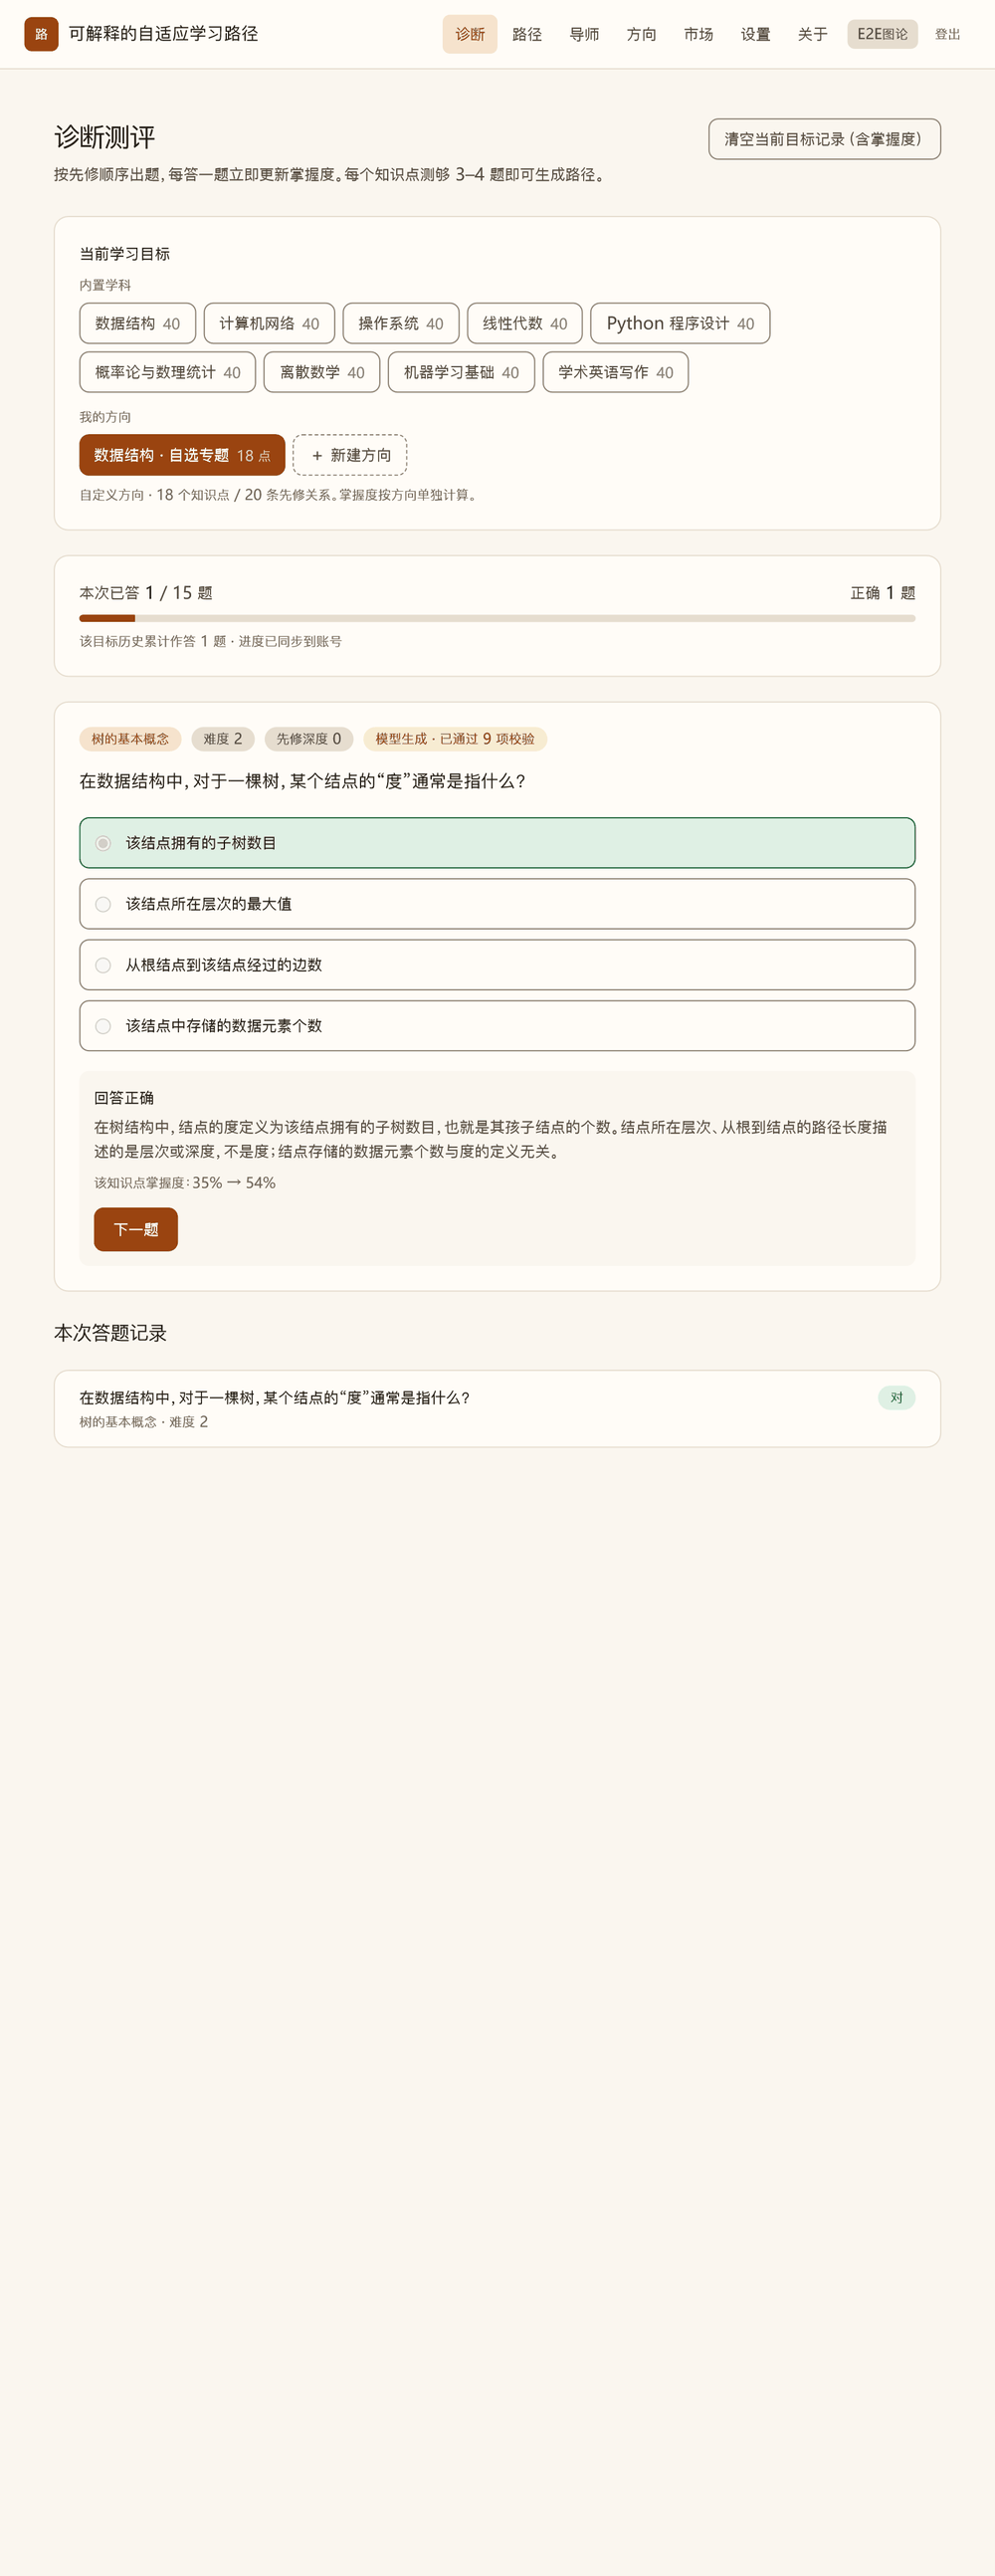 路 可解释的自适应学习路径 诊断 路径 导师 方向 市场 设置 关于 E2E图论 登出
诊断测评
清空当前目标记录 (含掌握度)
按先修顺序出题, 每答一题立即更新掌握度。每个知识点测够 3–4 题即可生成路径。
当前学习目标
内置学科
数据结构 40 计算机网络 40 操作系统 40 线性代数 40 Python 程序设计 40
概率论与数理统计 40 离散数学 40 机器学习基础 40 学术英语写作 40
我的方向
数据结构 · 自选专题 18 点 + 新建方向
自定义方向 · 18 个知识点 / 20 条先修关系。掌握度按方向单独计算。
本次已答 1 / 15 题 正确 1 题
该目标历史累计作答 1 题 · 进度已同步到账号
树的基本概念 难度 2 先修深度 0 模型生成 · 已通过 9 项校验
在数据结构中, 对于一棵树, 某个结点的“度”通常是指什么?
该结点拥有的子树数目
该结点所在层次的最大值
从根结点到该结点经过的边数
该结点中存储的数据元素个数
回答正确
在树结构中, 结点的度定义为该结点拥有的子树数目, 也就是其孩子结点的个数。结点所在层次、从根到结点的路径长度描
述的是层次或深度, 不是度; 结点存储的数据元素个数与度的定义无关。
该知识点掌握度: 35% → 54%
下一题
本次答题记录
在数据结构中, 对于一棵树, 某个结点的“度”通常是指什么? 对
树的基本概念 · 难度 2